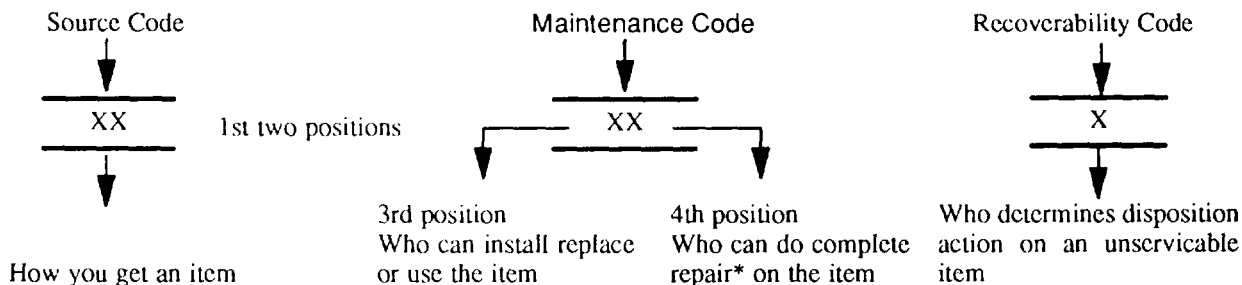 Source Code
Maintenance Code
Recoverability Code
XX
1st two positions
XX
X
How you get an item
3rd position
Who can install replace
or use the item
4th position
Who can do complete
repair* on the item
Who determines disposition
action on an unservicable
item